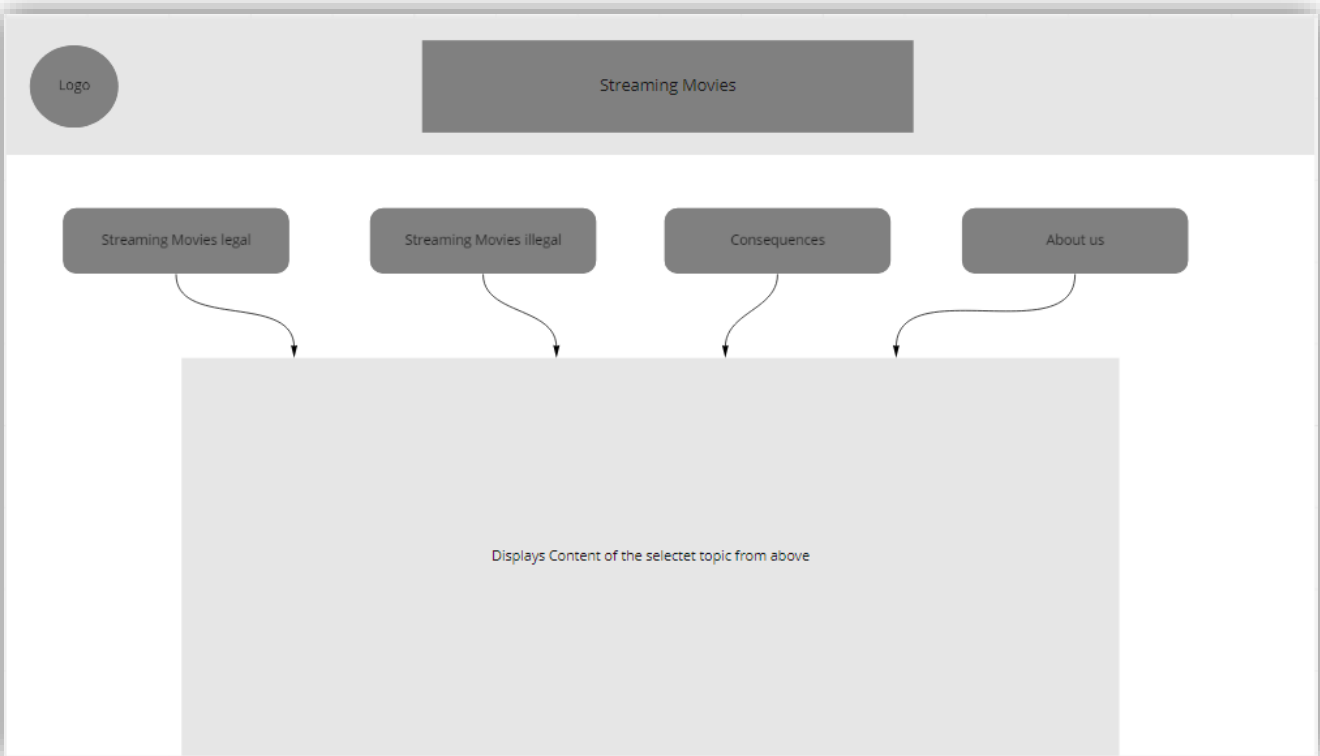 Logo
Streaming Movies
Streaming Movies legal
Streaming Movies illegal
Consequences
About us
Displays Content of the selectet topic from above